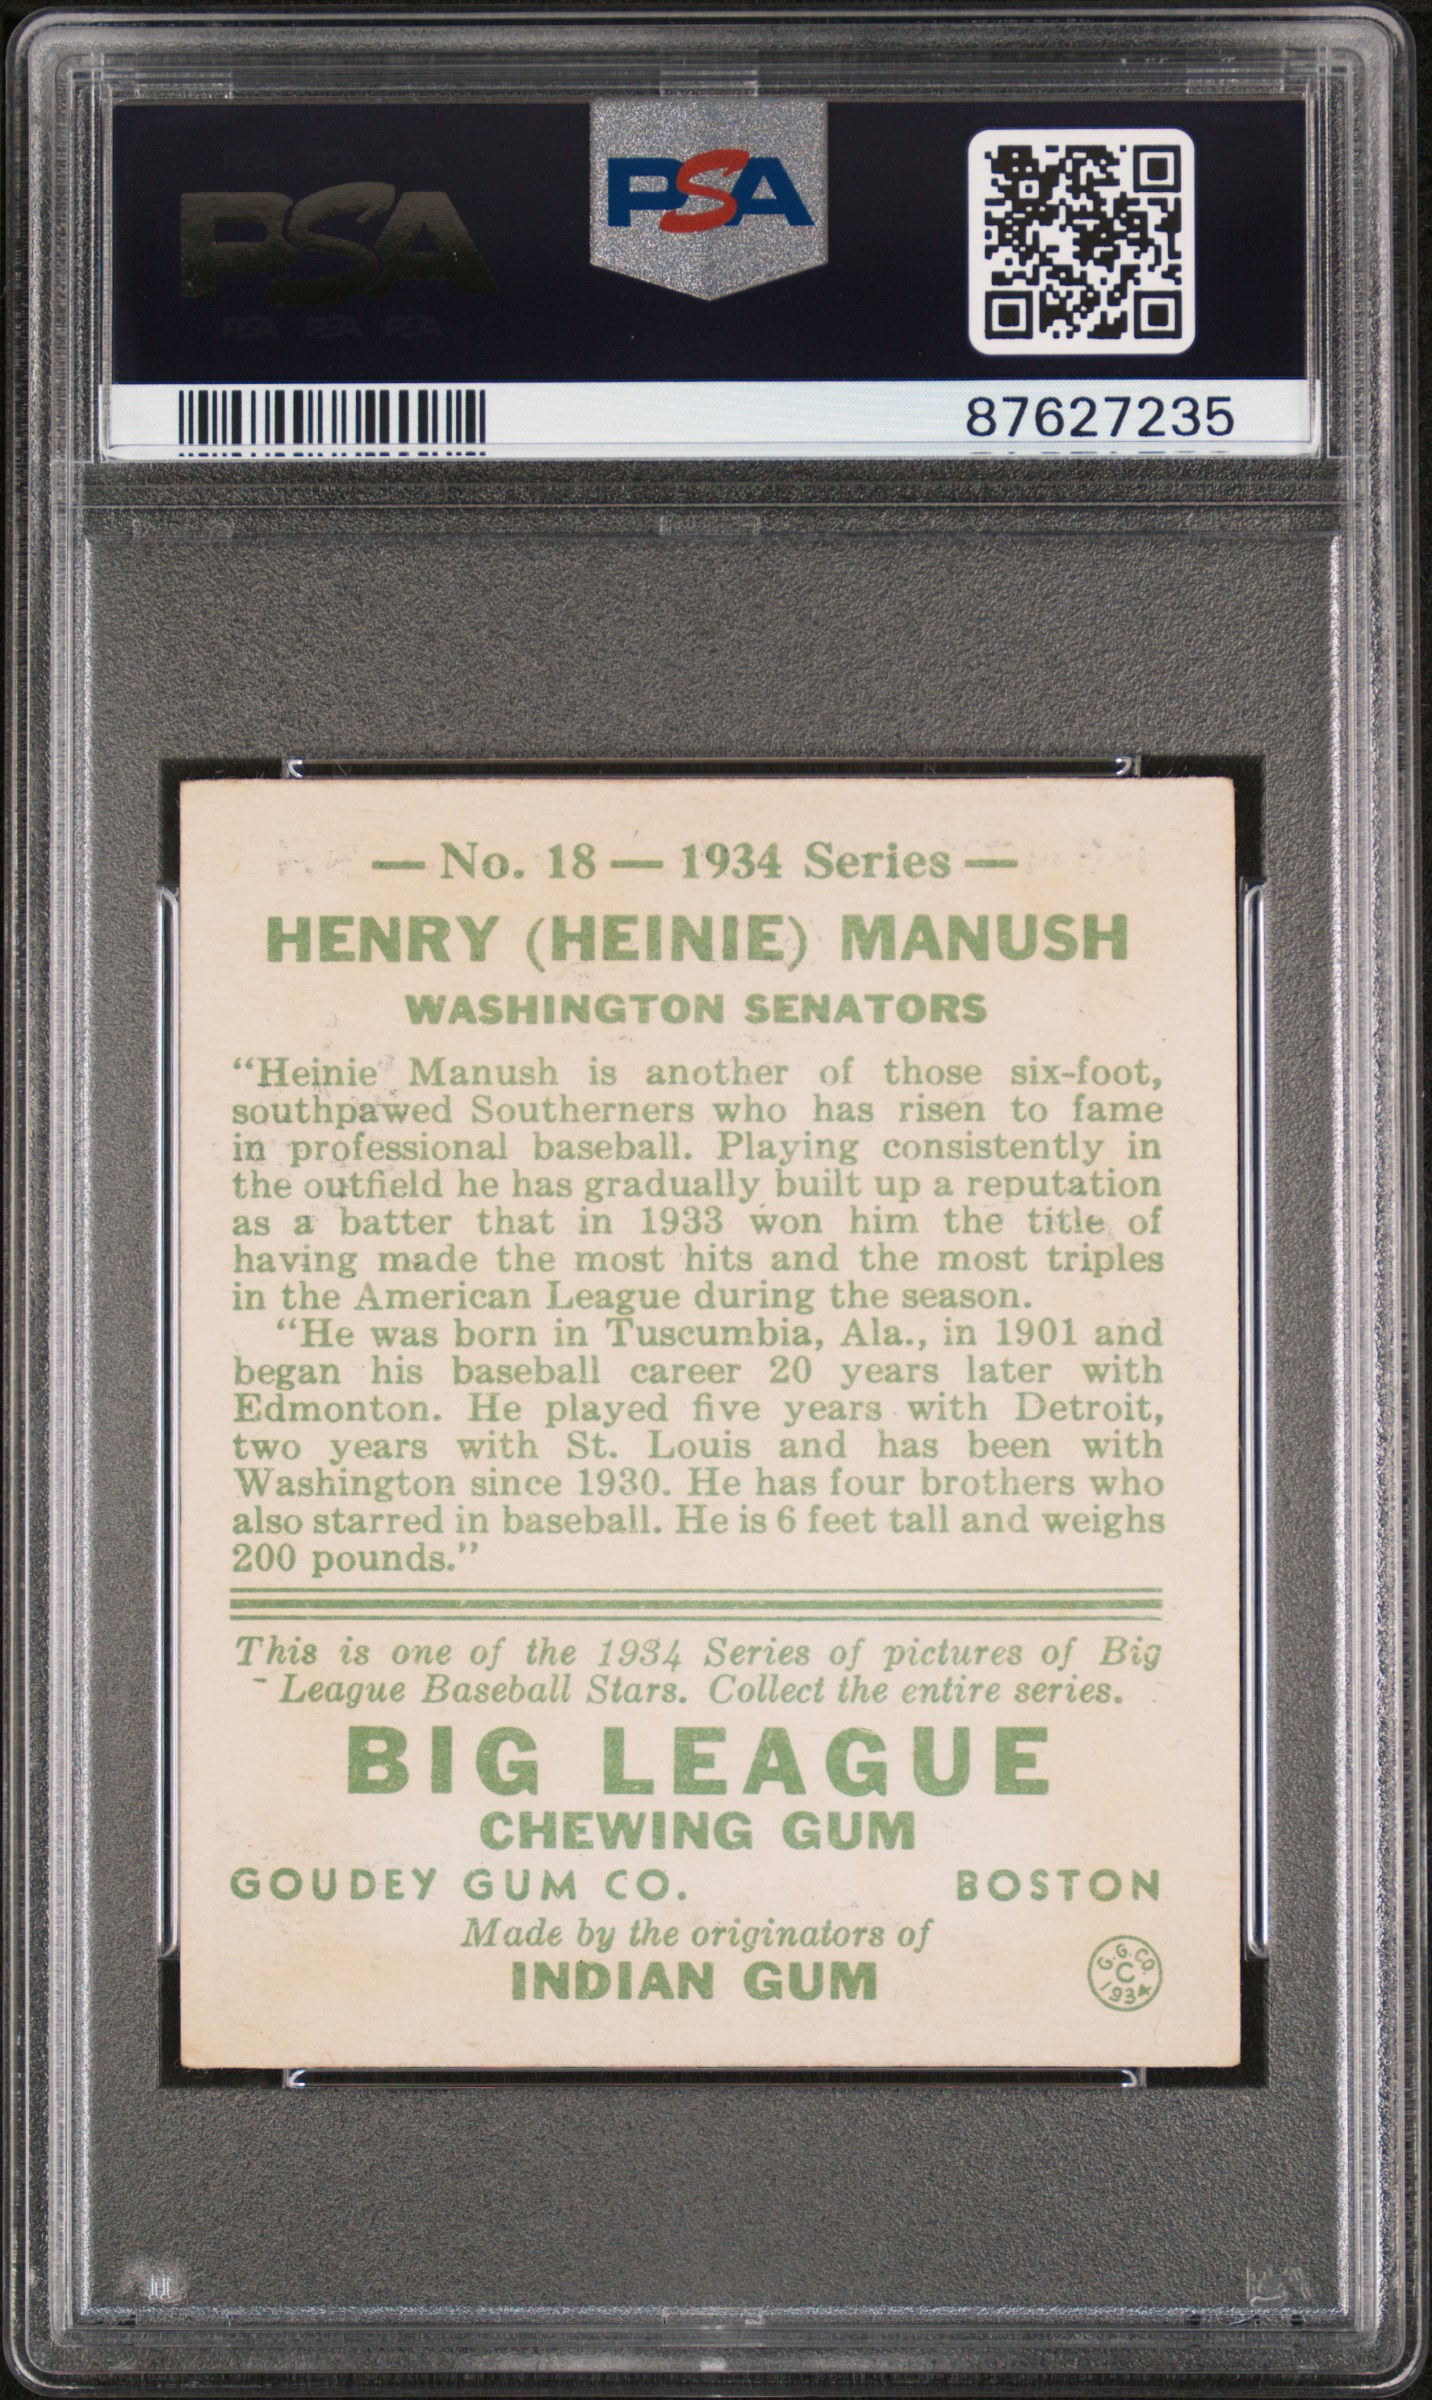 PSA
PSA
PSA PSA PSA
87627235
— No. 18 — 1934 Series —
HENRY (HEINIE) MANUSH
WASHINGTON SENATORS
“Heinie Manush is another of those six-foot,
southpawed Southerners who has risen to fame
in professional baseball. Playing consistently in
the outfield he has gradually built up a reputation
as a batter that in 1933 won him the title of
having made the most hits and the most triples
in the American League during the season.
“He was born in Tuscumbia, Ala., in 1901 and
began his baseball career 20 years later with
Edmonton. He played five years with Detroit,
two years with St. Louis and has been with
Washington since 1930. He has four brothers who
also starred in baseball. He is 6 feet tall and weighs
200 pounds.”
This is one of the 1934 Series of pictures of Big
League Baseball Stars. Collect the entire series.
BIG LEAGUE
CHEWING GUM
GOUDEY GUM CO. BOSTON
Made by the originators of
INDIAN GUM
G.G.CO.
C
1934